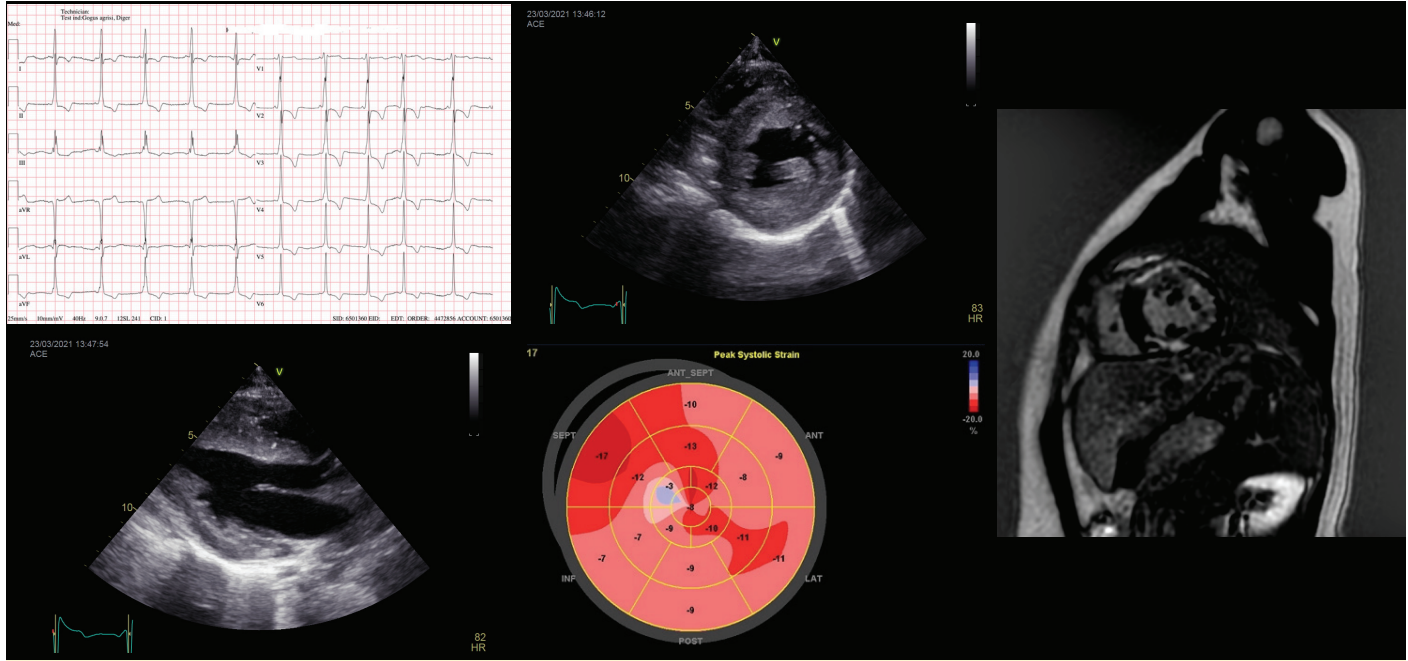 Technician:
Test ind:Gogus agrisi, Diger
Med:
I
V1
II
V2
III
V3
aVR
V4
aVL
V5
aVF
V6
25mm/s 10mm/mV 40Hz 9.0.7 12SL 241 CID: 1 SID: 6501360 EID: EDT: ORDER: 4472856 ACCOUNT: 6501360
23/03/2021 13:46:12
ACE
V
5
10
83
HR
23/03/2021 13:47:54
ACE
V
5
10
82
HR
17
Peak Systolic Strain
20.0
-20.0
%
ANT_SEPT
SEPT
ANT
INF
LAT
POST
-10
-17
-13
-9
-12
-8
-3
-12
-8
-9
-10
-11
-7
-7
-11
-9
-9